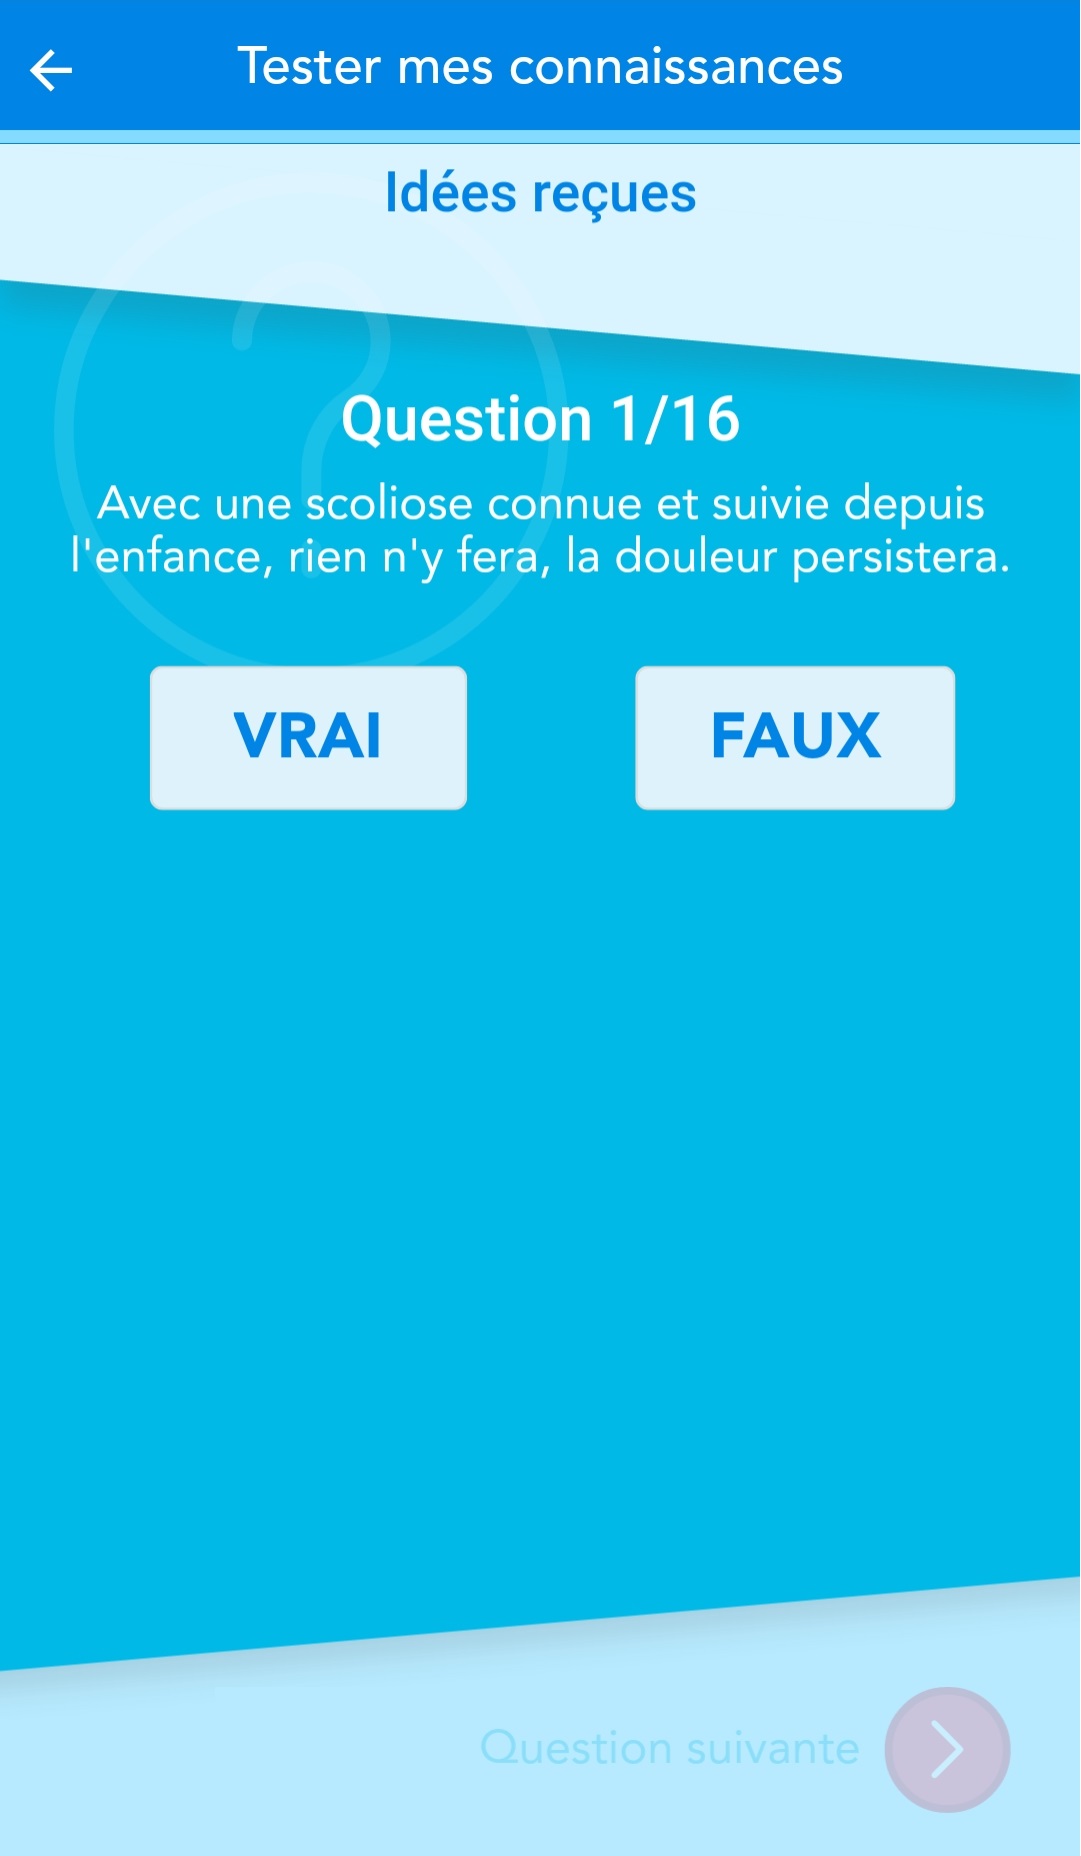 Tester mes connaissances
Idées reçues
Question 1/16
Avec une scoliose connue et suivie depuis
l'enfance, rien n'y fera, la douleur persistera.
VRAI
FAUX
Question suivante